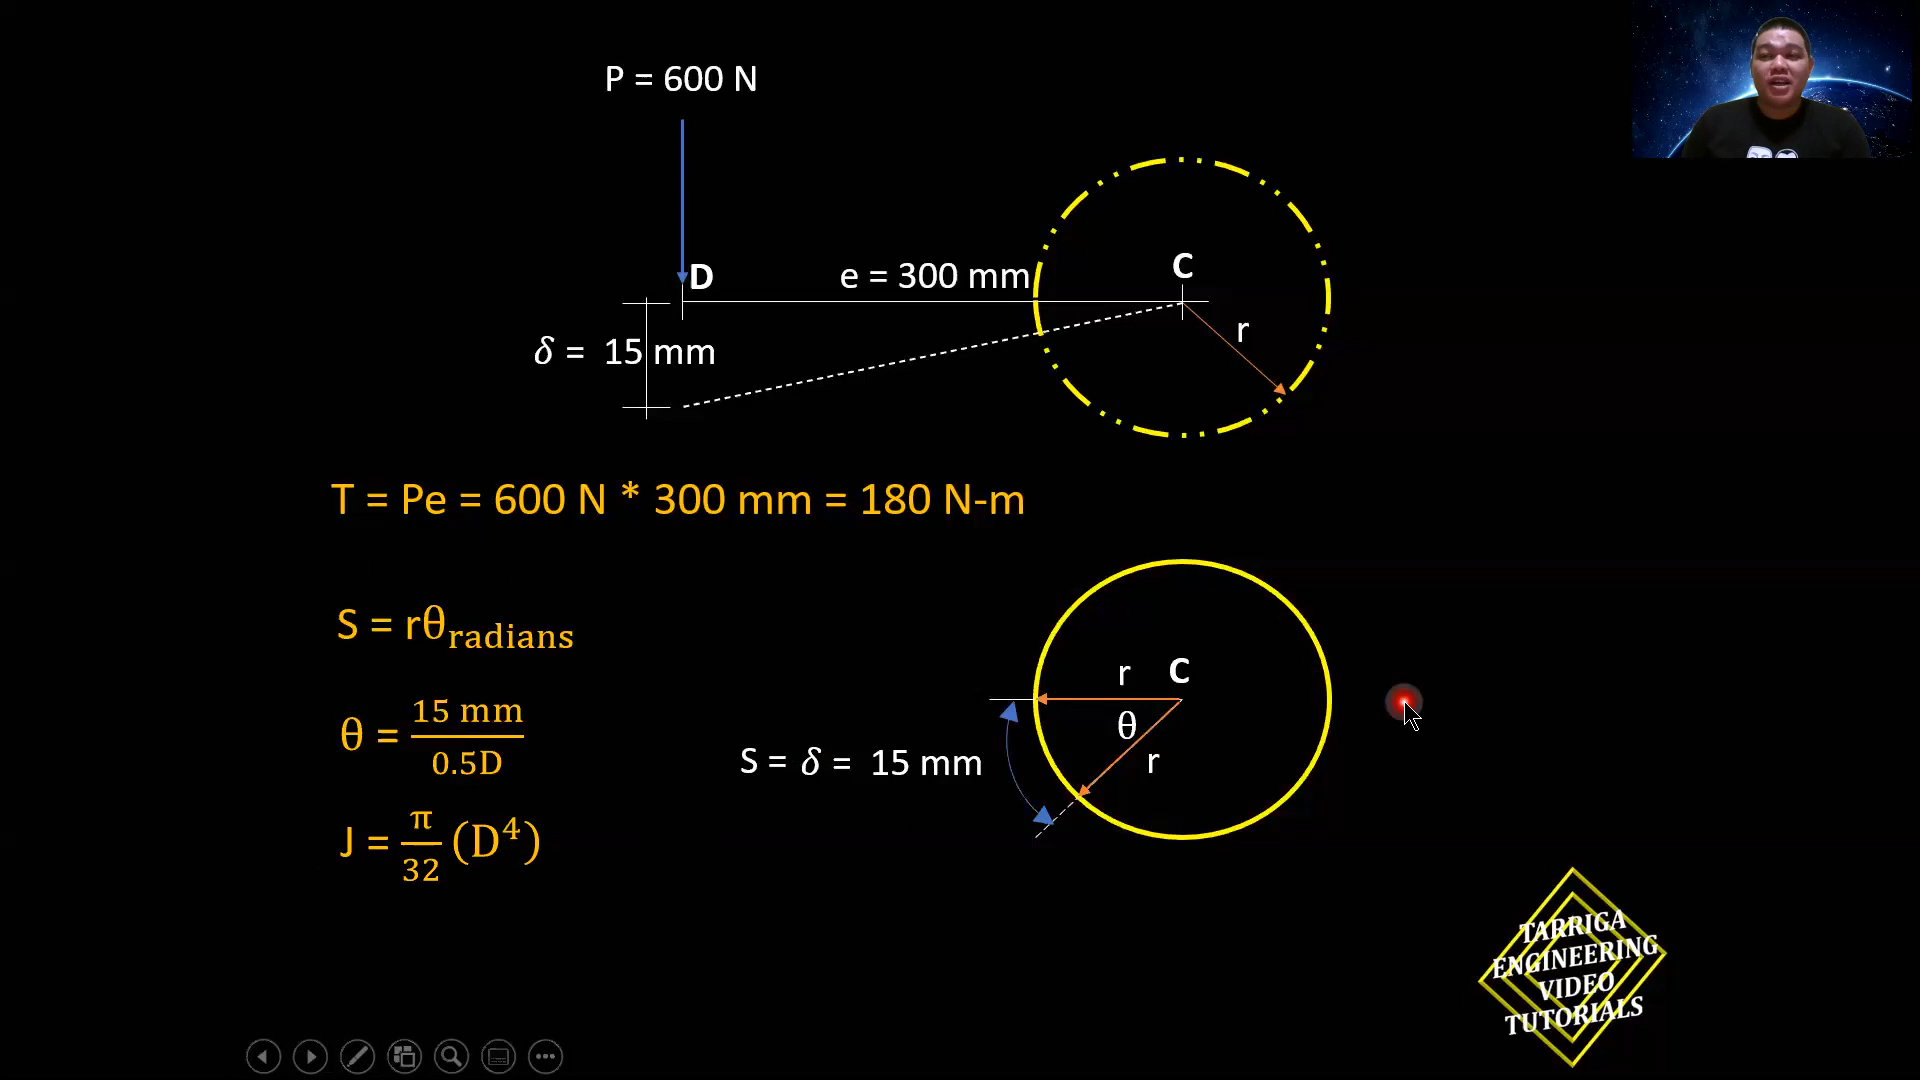 P = 600 N
D
e = 300 mm
C
r
δ = 15 mm
T = Pe = 600 N * 300 mm = 180 N-m
S = rθradians
r
C
θ = 15 mm / 0.5D
θ
S = δ = 15 mm
r
J = π/32 (D⁴)
TARRIGA
ENGINEERING
VIDEO
TUTORIALS